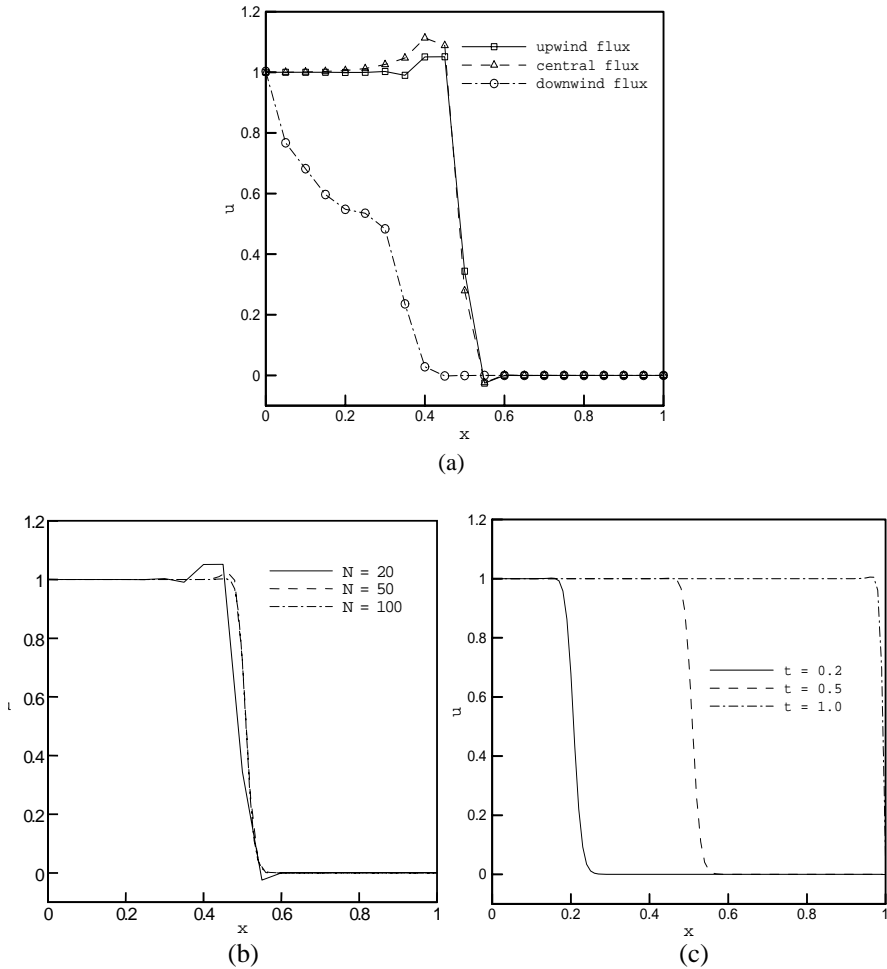 1.2
1
0.8
0.6
0.4
0.2
0
u
upwind flux
central flux
downwind flux
0 0.2 0.4 0.6 0.8 1
x
(a)
1.2
1
0.8
0.6
0.4
0.2
0
N = 20
N = 50
N = 100
0 0.2 0.4 0.6 0.8 1
x
(b)
1.2
1
0.8
0.6
0.4
0.2
0
u
t = 0.2
t = 0.5
t = 1.0
0 0.2 0.4 0.6 0.8 1
x
(c)